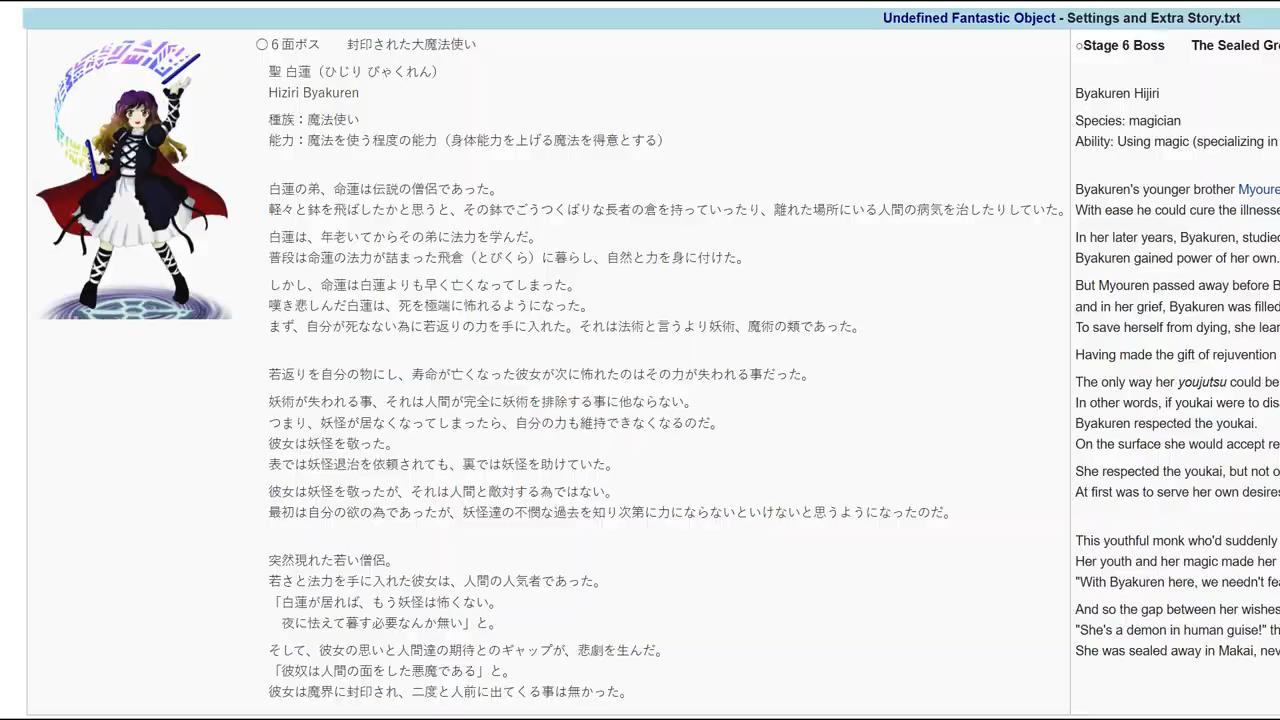 Undefined Fantastic Object - Settings and Extra Story.txt
○６面ボス　　封印された大魔法使い
聖 白蓮（ひじり びゃくれん）
Hiziri Byakuren
種族：魔法使い
能力：魔法を使う程度の能力（身体能力を上げる魔法を得意とする）
白蓮の弟、命蓮は伝説の僧侶であった。
軽々と鉢を飛ばしたかと思うと、その鉢でごうつくばりな長者の倉を持っていったり、離れた場所にいる人間の病気を治したりしていた。
白蓮は、年老いてからその弟に法力を学んだ。
普段は命蓮の法力が詰まった飛倉（とびくら）に暮らし、自然と力を身に付けた。
しかし、命蓮は白蓮よりも早く亡くなってしまった。
嘆き悲しんだ白蓮は、死を極端に怖れるようになった。
まず、自分が死なない為に若返りの力を手に入れた。それは法術と言うより妖術、魔術の類であった。
若返りを自分の物にし、寿命が亡くなった彼女が次に怖れたのはその力が失われる事だった。
妖術が失われる事、それは人間が完全に妖術を排除する事に他ならない。
つまり、妖怪が居なくなってしまったら、自分の力も維持できなくなるのだ。
彼女は妖怪を敬った。
表では妖怪退治を依頼されても、裏では妖怪を助けていた。
彼女は妖怪を敬ったが、それは人間と敵対する為ではない。
最初は自分の欲の為であったが、妖怪達の不憫な過去を知り次第に力にならないといけないと思うようになったのだ。
突然現れた若い僧侶。
若さと法力を手に入れた彼女は、人間の人気者であった。
「白蓮が居れば、もう妖怪は怖くない。
　夜に怯えて暮す必要なんか無い」と。
そして、彼女の思いと人間達の期待とのギャップが、悲劇を生んだ。
「彼奴は人間の面をした悪魔である」と。
彼女は魔界に封印され、二度と人前に出てくる事は無かった。
○Stage 6 Boss　　The Sealed Gr
Byakuren Hijiri
Species: magician
Ability: Using magic (specializing in
Byakuren's younger brother Myoure
With ease he could cure the illnesse
In her later years, Byakuren, studied
Byakuren gained power of her own.
But Myouren passed away before B
and in her grief, Byakuren was filled
To save herself from dying, she lear
Having made the gift of rejuvention
The only way her youjutsu could be
In other words, if youkai were to dis
Byakuren respected the youkai.
On the surface she would accept re
She respected the youkai, but not o
At first was to serve her own desire
This youthful monk who'd suddenly
Her youth and her magic made her
"With Byakuren here, we needn't fea
And so the gap between her wishes
"She's a demon in human guise!" th
She was sealed away in Makai, nev